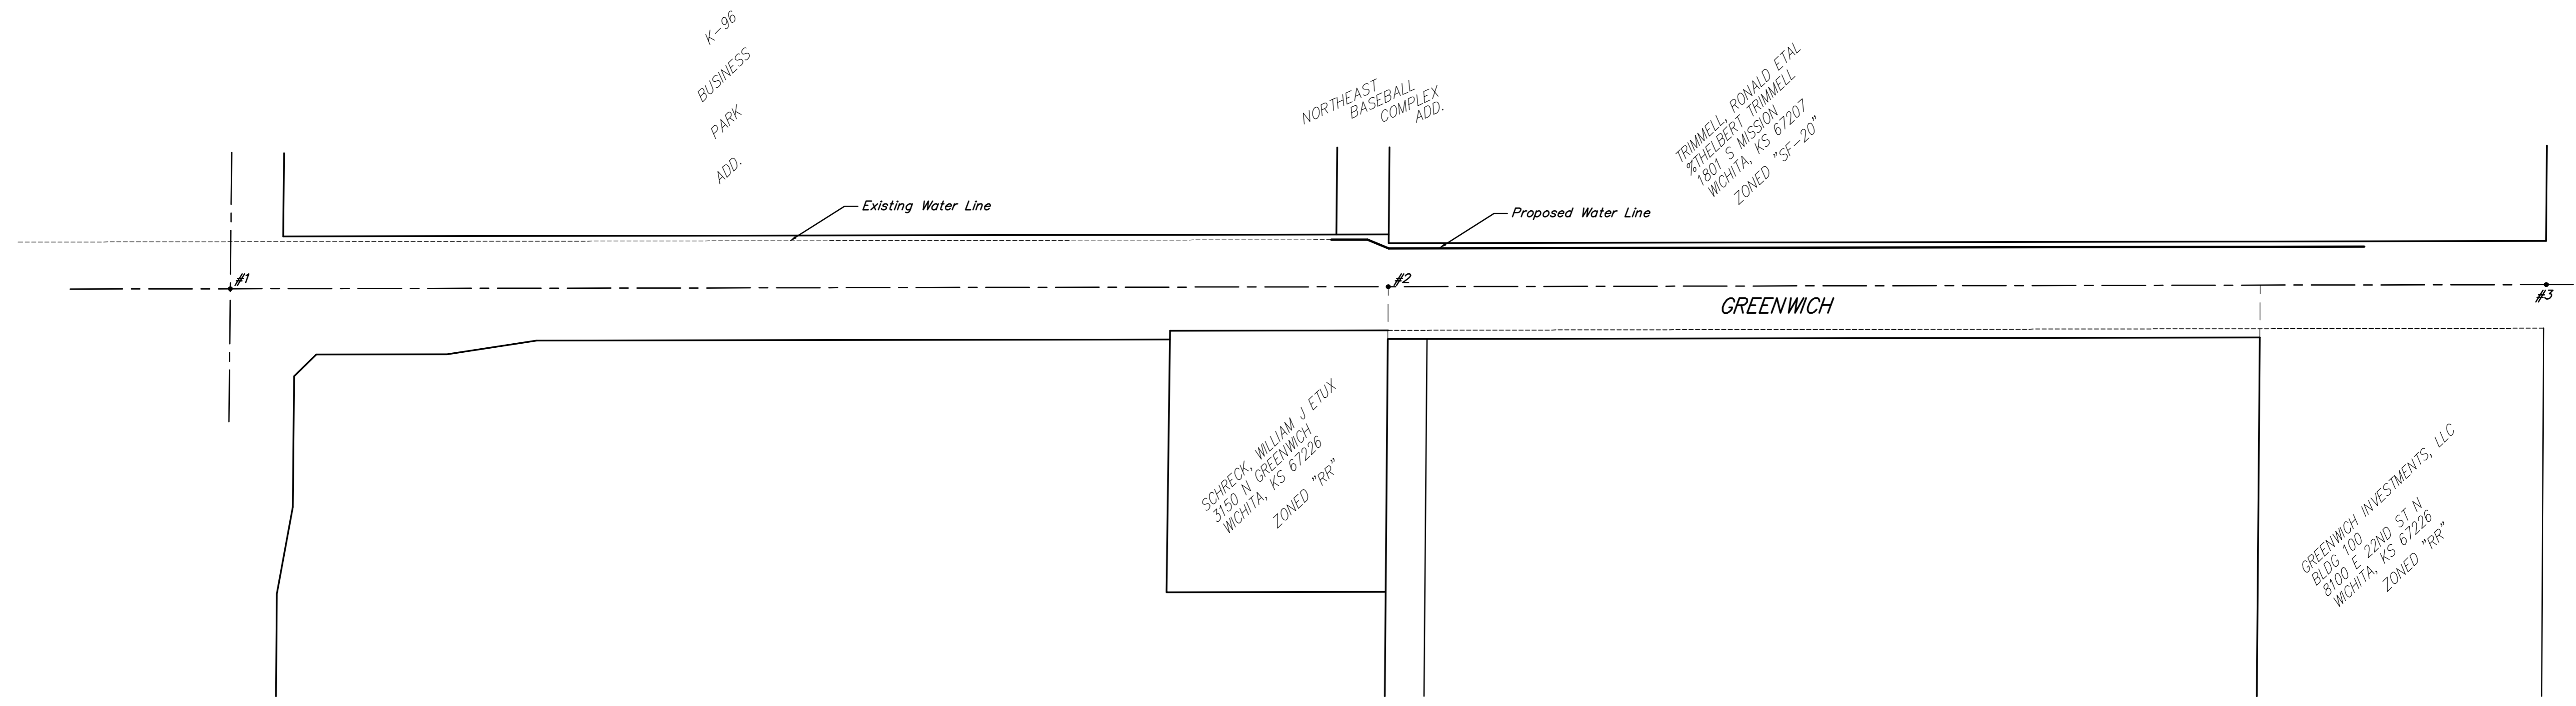 K-96
BUSINESS
PARK
ADD.
NORTHEAST
BASEBALL
COMPLEX
ADD.
TRIMMELL, RONALD ETAL
%THELBERT TRIMMELL
1801 S MISSION
WICHITA, KS 67207
ZONED "SF-20"
Existing Water Line
Proposed Water Line
#1
#2
#3
GREENWICH
SCHRECK, WILLIAM J ETUX
3150 N GREENWICH
WICHITA, KS 67226
ZONED "RR"
GREENWICH INVESTMENTS, LLC
BLDG 100
8100 E 22ND ST N
WICHITA, KS 67226
ZONED "RR"